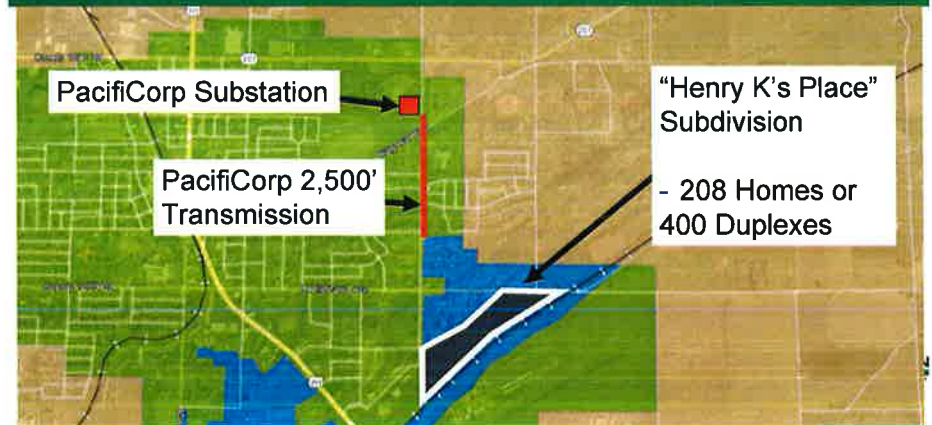 PacifiCorp Substation
PacifiCorp 2,500'
Transmission
“Henry K's Place”
Subdivision
- 208 Homes or
400 Duplexes